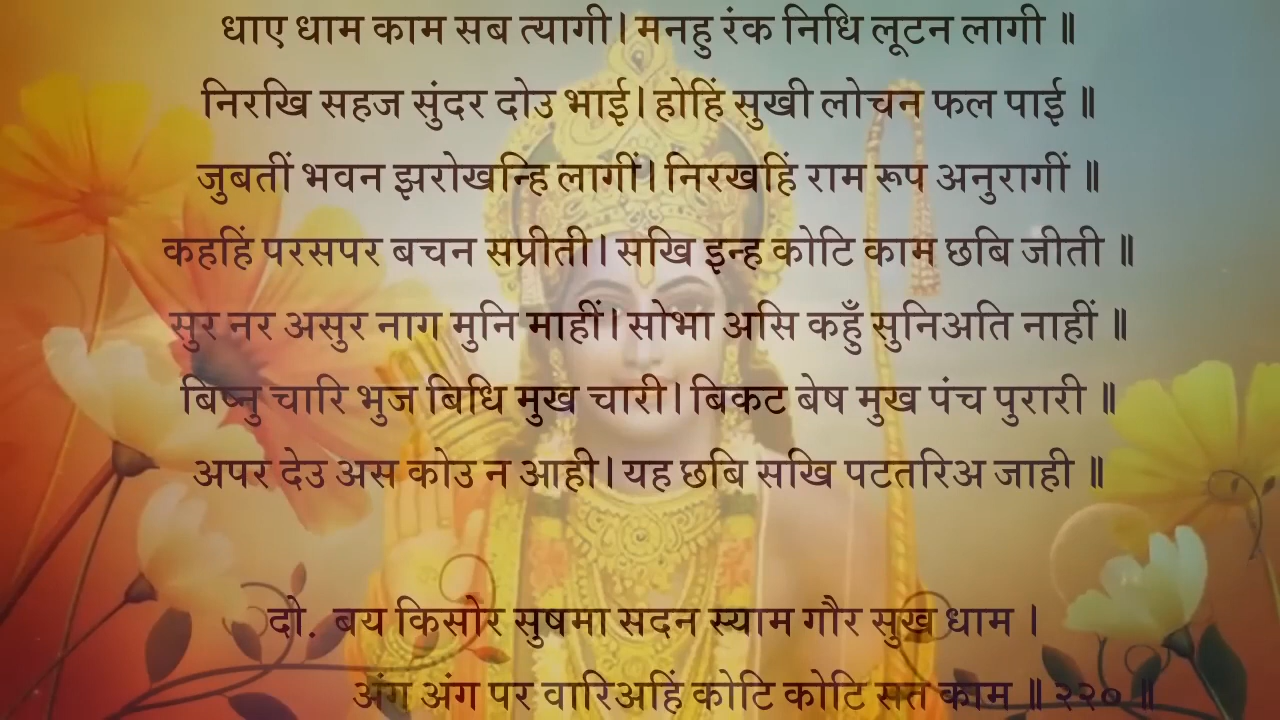 धाए धाम काम सब त्यागी। मनहु रंक निधि लूटन लागी ॥
निरखि सहज सुंदर दोउ भाई। होहिं सुखी लोचन फल पाई ॥
जुबतीं भवन झरोखन्हि लागीं। निरखहिं राम रूप अनुरागीं ॥
कहहिं परसपर बचन सप्रीती। सखि इन्ह कोटि काम छबि जीती ॥
सुर नर असुर नाग मुनि माहीं। सोभा असि कहुँ सुनिअति नाहीं ॥
बिष्नु चारि भुज बिधि मुख चारी। बिकट बेष मुख पंच पुरारी ॥
अपर देउ अस कोउ न आही। यह छबि सखि पटतरिअ जाही ॥
दो. बय किसोर सुषमा सदन स्याम गौर सुख धाम ।
अंग अंग पर वारिअहिं कोटि कोटि सत काम ॥ २२० ॥